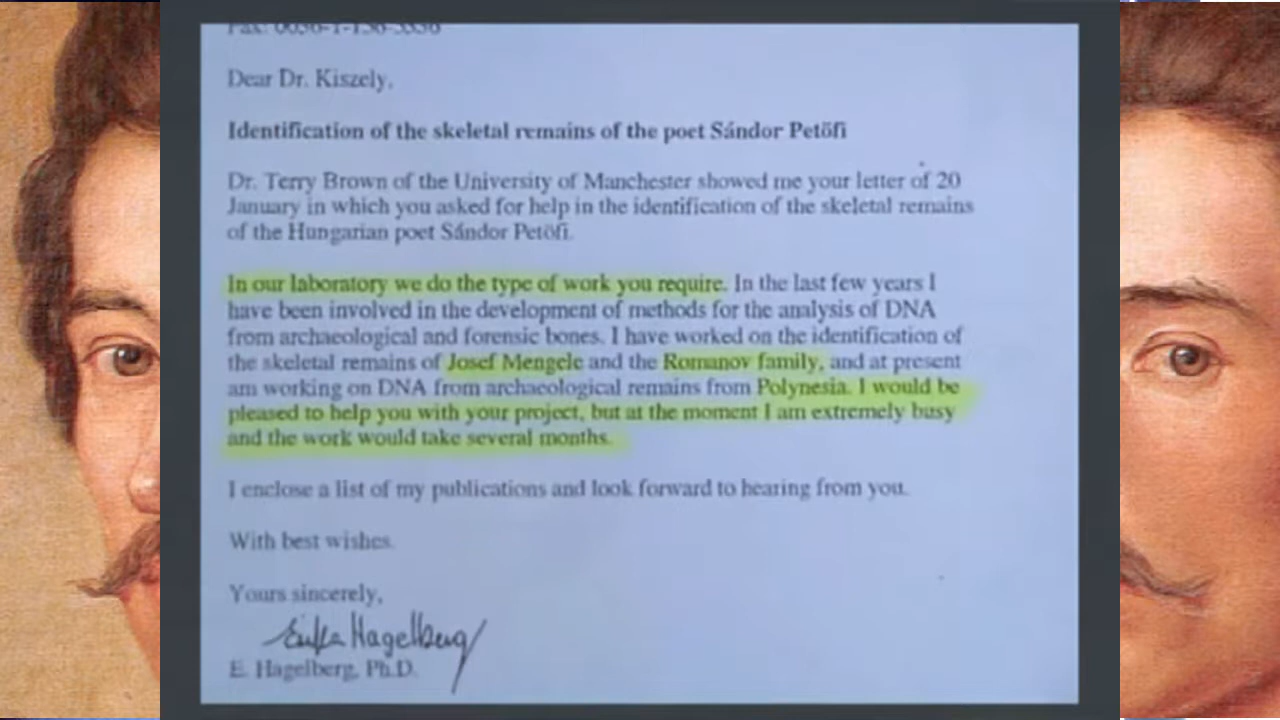 Dear Dr. Kiszely,
Identification of the skeletal remains of the poet Sándor Petőfi
Dr. Terry Brown of the University of Manchester showed me your letter of 20
January in which you asked for help in the identification of the skeletal remains
of the Hungarian poet Sándor Petőfi.
In our laboratory we do the type of work you require. In the last few years I
have been involved in the development of methods for the analysis of DNA
from archaeological and forensic bones. I have worked on the identification of
the skeletal remains of Josef Mengele and the Romanov family, and at present
am working on DNA from archaeological remains from Polynesia. I would be
pleased to help you with your project, but at the moment I am extremely busy
and the work would take several months.
I enclose a list of my publications and look forward to hearing from you.
With best wishes.
Yours sincerely,
Erika Hagelberg
E. Hagelberg, Ph.D.